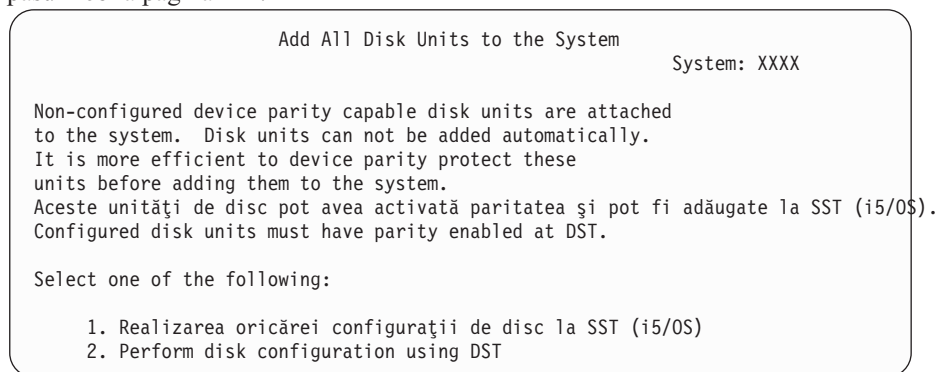 Add All Disk Units to the System
System: XXXX
Non-configured device parity capable disk units are attached
to the system. Disk units can not be added automatically.
It is more efficient to device parity protect these
units before adding them to the system.
Aceste unităţi de disc pot avea activată paritatea şi pot fi adăugate la SST (i5/OS).
Configured disk units must have parity enabled at DST.
Select one of the following:
1. Realizarea oricărei configuraţii de disc la SST (i5/OS)
2. Perform disk configuration using DST